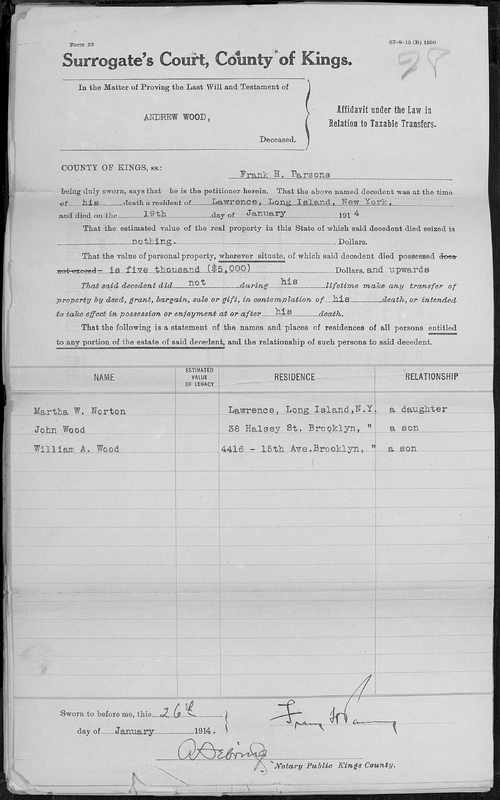 Form 23
67-9-13 (B) 1500
28
Surrogate's Court, County of Kings.
In the Matter of Proving the Last Will and Testament of
ANDREW WOOD,
Deceased.
Affidavit under the Law in
Relation to Taxable Transfers.
COUNTY OF KINGS, ss.:
Frank H. Parsons
being duly sworn, says that he is the petitioner herein. That the above named decedent was at the time
of his death a resident of Lawrence, Long Island, New York,
and died on the 19th day of January 1914
That the estimated value of the real property in this State of which said decedent died seized is
nothing. Dollars.
That the value of personal property, wherever situate, of which said decedent died possessed does
not exceed - is five thousand ($5,000) Dollars, and upwards
That said decedent did not during his lifetime make any transfer of
property by deed, grant, bargain, sale or gift, in contemplation of his death, or intended
to take effect in possession or enjoyment at or after his death.
That the following is a statement of the names and places of residences of all persons entitled
to any portion of the estate of said decedent, and the relationship of such persons to said decedent.
NAME ESTIMATED VALUE OF LEGACY RESIDENCE RELATIONSHIP
Martha W. Norton Lawrence, Long Island,N.Y. a daughter
John Wood 38 Halsey St. Brooklyn, " a son
William A. Wood 4416 - 15th Ave.Brooklyn, " a son
Sworn to before me, this 26th
day of January 1914.
Notary Public Kings County.